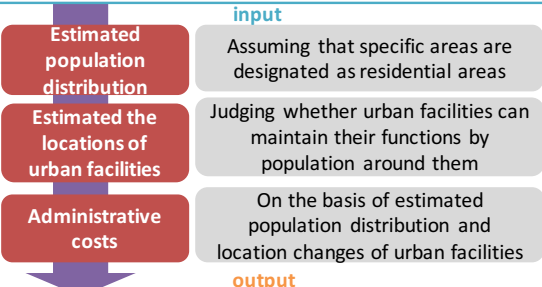 input
Estimated
population
distribution
Assuming that specific areas are
designated as residential areas
Estimated the
locations of
urban facilities
Judging whether urban facilities can
maintain their functions by
population around them
Administrative
costs
On the basis of estimated
population distribution and
location changes of urban facilities
output